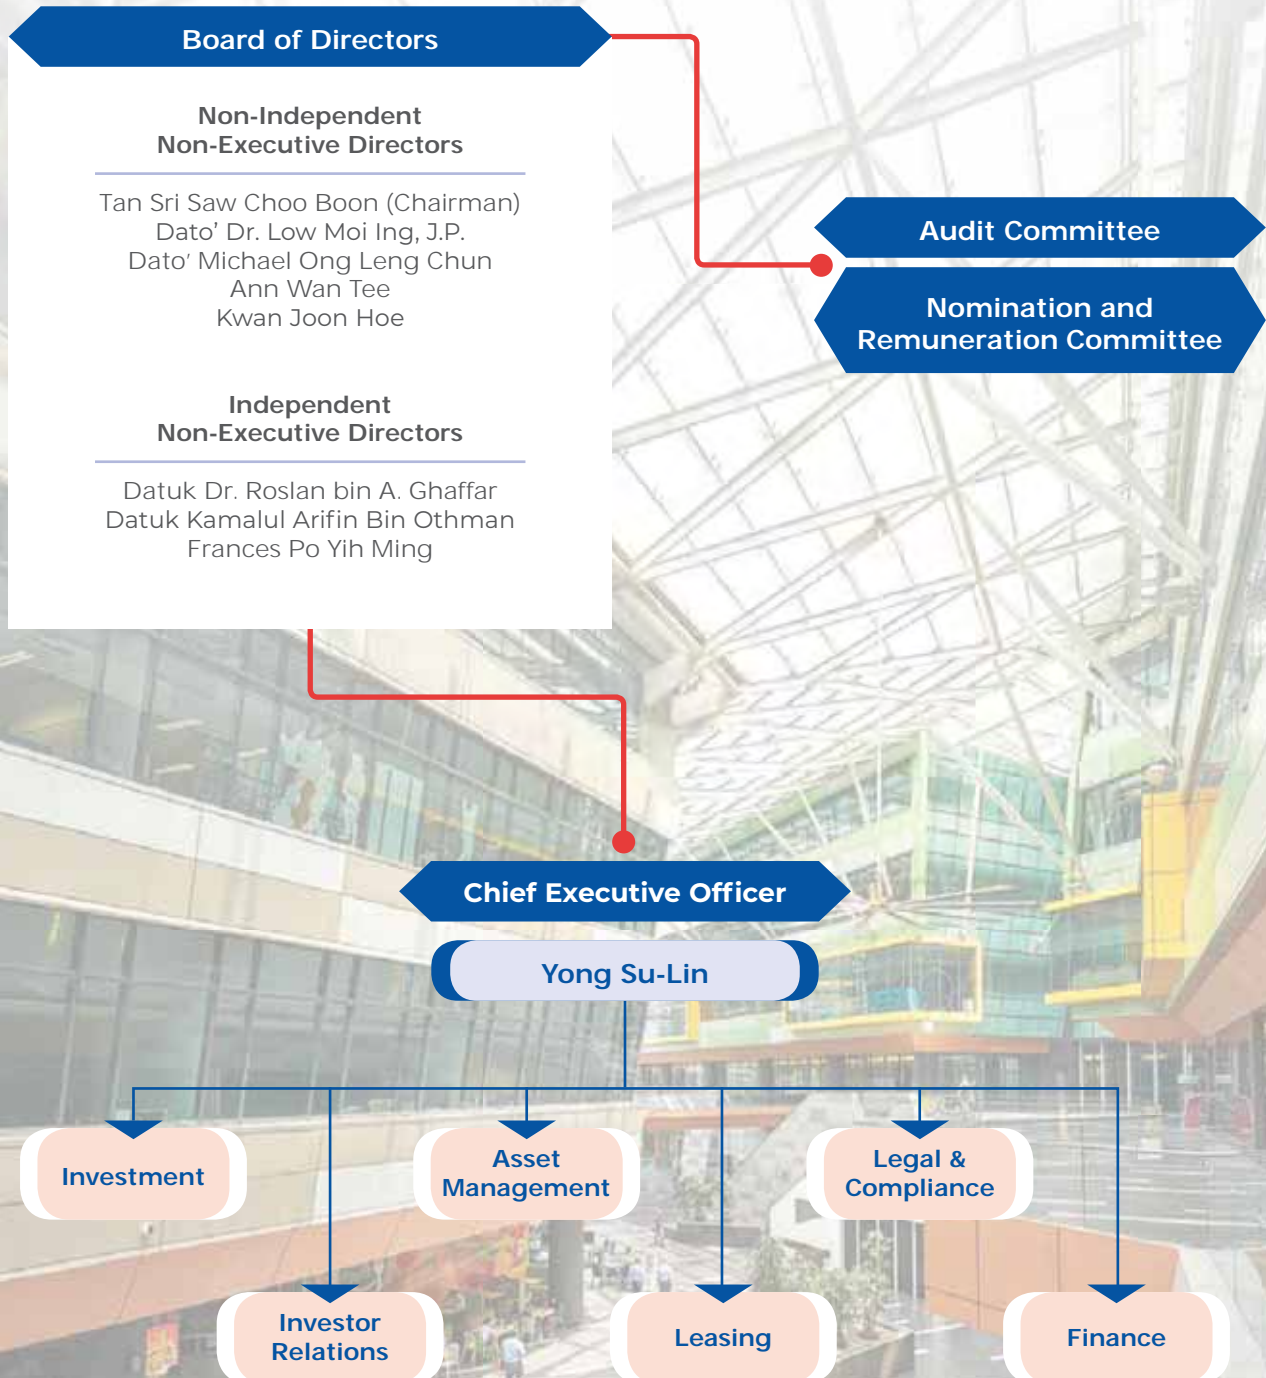 Board of Directors
Non-Independent
Non-Executive Directors
Tan Sri Saw Choo Boon (Chairman)
Dato’ Dr. Low Moi Ing, J.P.
Dato’ Michael Ong Leng Chun
Ann Wan Tee
Kwan Joon Hoe
Independent
Non-Executive Directors
Datuk Dr. Roslan bin A. Ghaffar
Datuk Kamalul Arifin Bin Othman
Frances Po Yih Ming
Audit Committee
Nomination and
Remuneration Committee
Chief Executive Officer
Yong Su-Lin
Investment
Asset
Management
Legal &
Compliance
Investor
Relations
Leasing
Finance